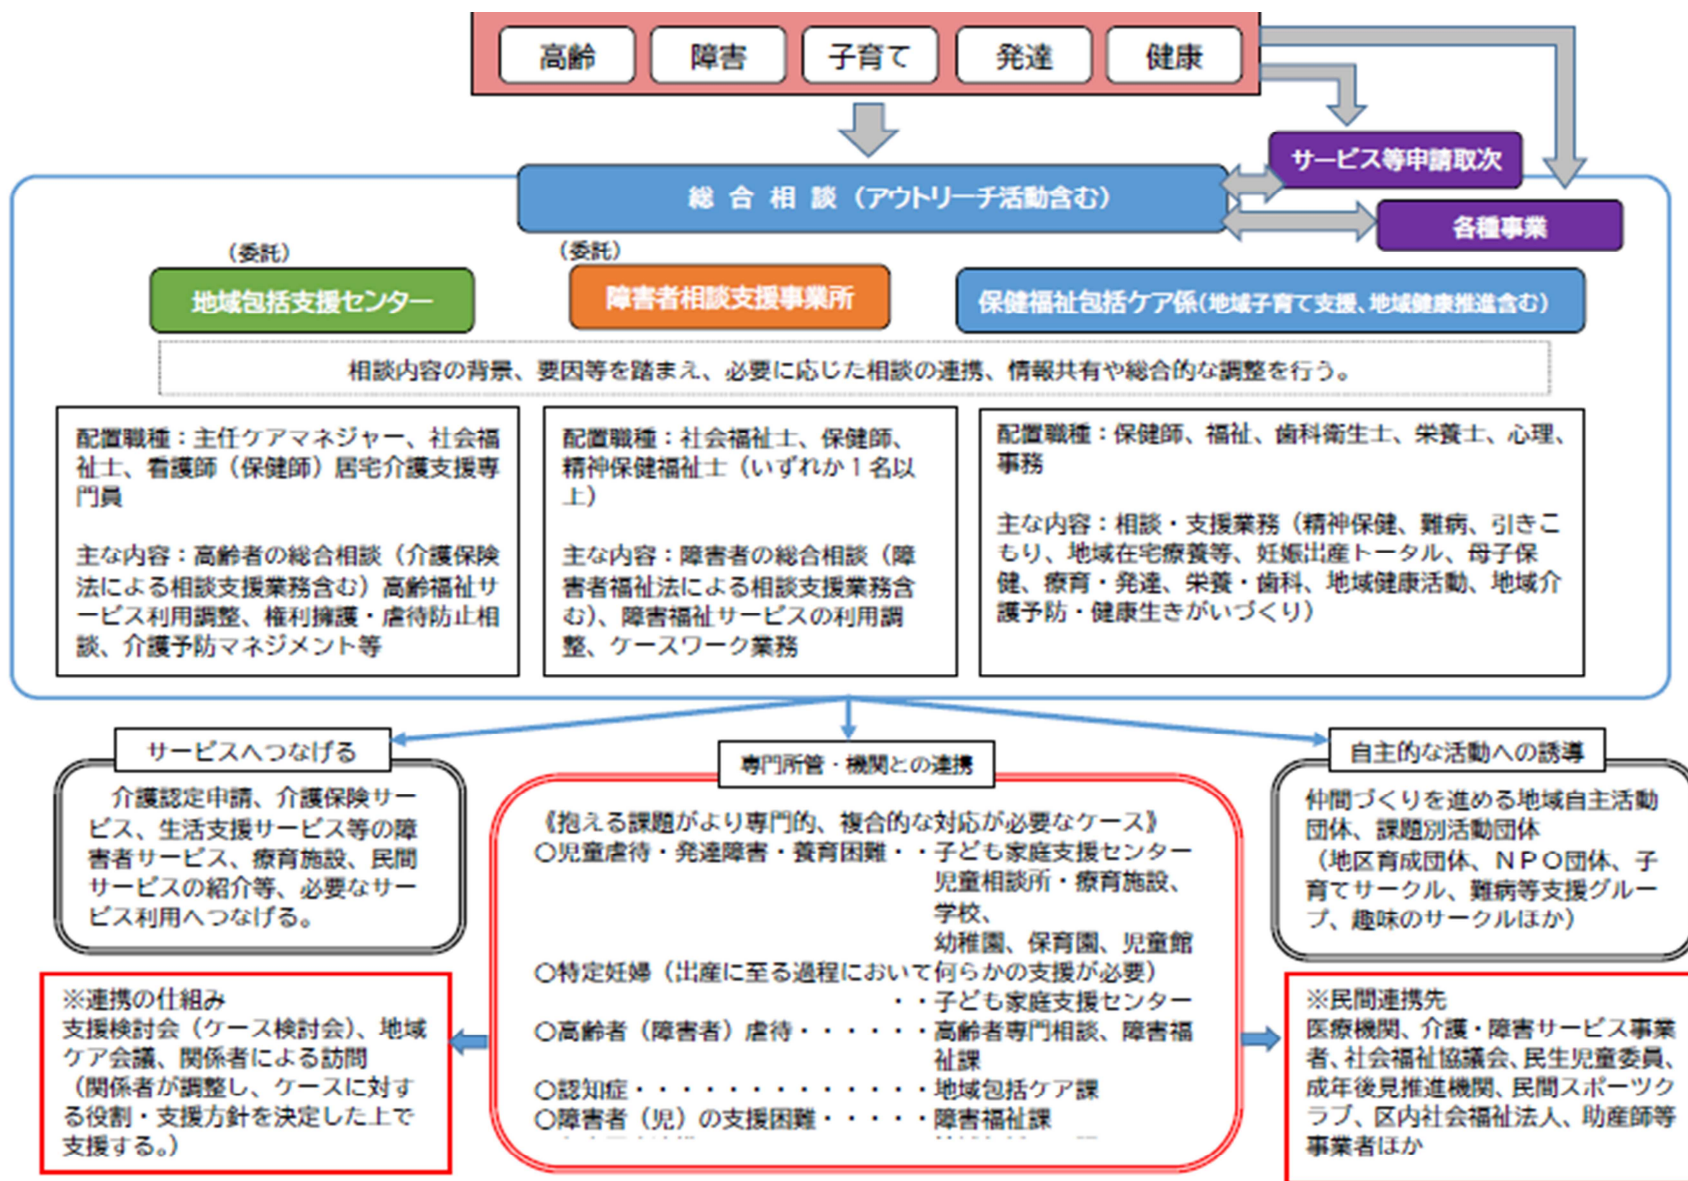 高齢
障害
子育て
発達
健康
サービス等申請取次
総合相談（アウトリーチ活動含む）
各種事業
（委託）
（委託）
地域包括支援センター
障害者相談支援事業所
保健福祉包括ケア係（地域子育て支援、地域健康推進含む）
相談内容の背景、要因等を踏まえ、必要に応じた相談の連携、情報共有や総合的な調整を行う。
配置職種：主任ケアマネジャー、社会福
祉士、看護師（保健師）居宅介護支援専
門員
主な内容：高齢者の総合相談（介護保険
法による相談支援業務含む）高齢福祉サ
ービス利用調整、権利擁護・虐待防止相
談、介護予防マネジメント等
配置職種：社会福祉士、保健師、
精神保健福祉士（いずれか１名以
上）
主な内容：障害者の総合相談（障
害者福祉法による相談支援業務含
む）、障害福祉サービスの利用調
整、ケースワーク業務
配置職種：保健師、福祉、歯科衛生士、栄養士、心理、
事務
主な内容：相談・支援業務（精神保健、難病、引きこ
もり、地域在宅療養等、妊娠出産トータル、母子保
健、療育・発達、栄養・歯科、地域健康活動、地域介
護予防・健康生きがいづくり）
サービスへつなげる
介護認定申請、介護保険サー
ビス、生活支援サービス等の障
害者サービス、療育施設、民間
サービスの紹介等、必要なサー
ビス利用へつなげる。
専門所管・機関との連携
《抱える課題がより専門的、複合的な対応が必要なケース》
○児童虐待・発達障害・養育困難・・子ども家庭支援センター
児童相談所・療育施設、
学校、
幼稚園、保育園、児童館
○特定妊婦（出産に至る過程において何らかの支援が必要）
・・子ども家庭支援センター
○高齢者（障害者）虐待・・・・・・高齢者専門相談、障害福
祉課
○認知症・・・・・・・・・・・・・地域包括ケア課
○障害者（児）の支援困難・・・・・障害福祉課
自主的な活動への誘導
仲間づくりを進める地域自主活動
団体、課題別活動団体
（地区育成団体、ＮＰＯ団体、子
育てサークル、難病等支援グルー
プ、趣味のサークルほか）
※連携の仕組み
支援検討会（ケース検討会）、地域
ケア会議、関係者による訪問
（関係者が調整し、ケースに対す
る役割・支援方針を決定した上で
支援する。）
※民間連携先
医療機関、介護・障害サービス事業
者、社会福祉協議会、民生児童委員、
成年後見推進機関、民間スポーツク
ラブ、区内社会福祉法人、助産師等
事業者ほか